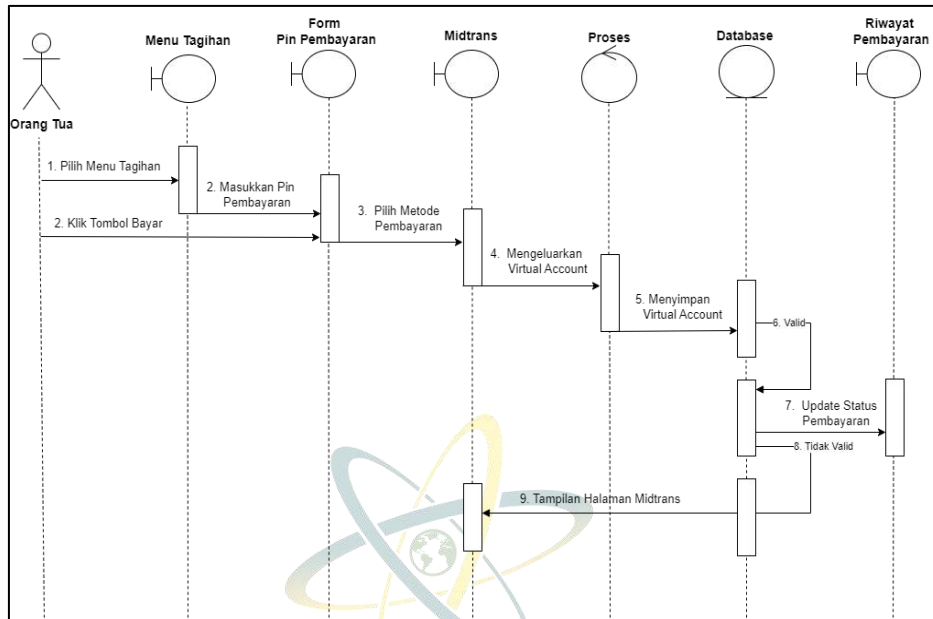 Menu Tagihan
Form
Pin Pembayaran
Midtrans
Proses
Database
Riwayat
Pembayaran
Orang Tua
1. Pilih Menu Tagihan
2. Masukkan Pin
Pembayaran
2. Klik Tombol Bayar
3. Pilih Metode
Pembayaran
4. Mengeluarkan
Virtual Account
5. Menyimpan
Virtual Account
6. Valid
7. Update Status
Pembayaran
8. Tidak Valid
9. Tampilan Halaman Midtrans